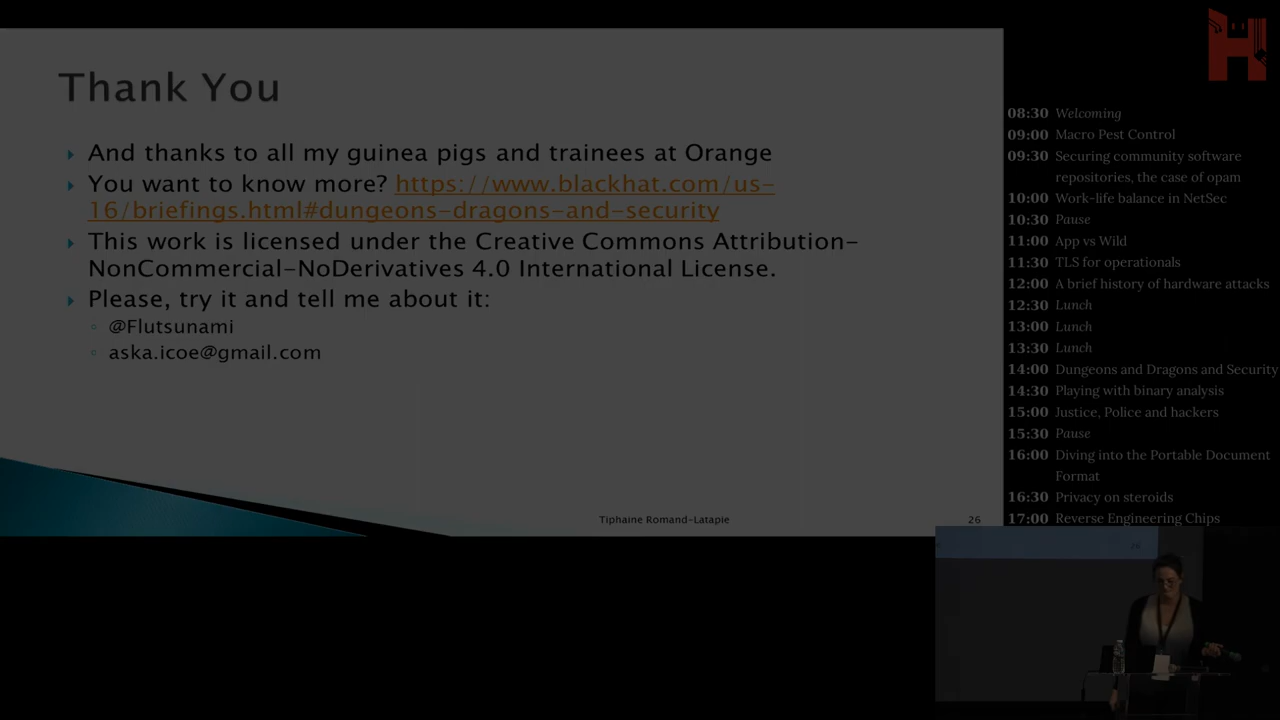 Thank You
And thanks to all my guinea pigs and trainees at Orange
You want to know more? https://www.blackhat.com/us-
16/briefings.html#dungeons-dragons-and-security
This work is licensed under the Creative Commons Attribution-
NonCommercial-NoDerivatives 4.0 International License.
Please, try it and tell me about it:
@Flutsunami
aska.icoe@gmail.com
Tiphaine Romand-Latapie
26
08:30 Welcoming
09:00 Macro Pest Control
09:30 Securing community software
repositories, the case of opam
10:00 Work-life balance in NetSec
10:30 Pause
11:00 App vs Wild
11:30 TLS for operationals
12:00 A brief history of hardware attacks
12:30 Lunch
13:00 Lunch
13:30 Lunch
14:00 Dungeons and Dragons and Security
14:30 Playing with binary analysis
15:00 Justice, Police and hackers
15:30 Pause
16:00 Diving into the Portable Document
Format
16:30 Privacy on steroids
17:00 Reverse Engineering Chips